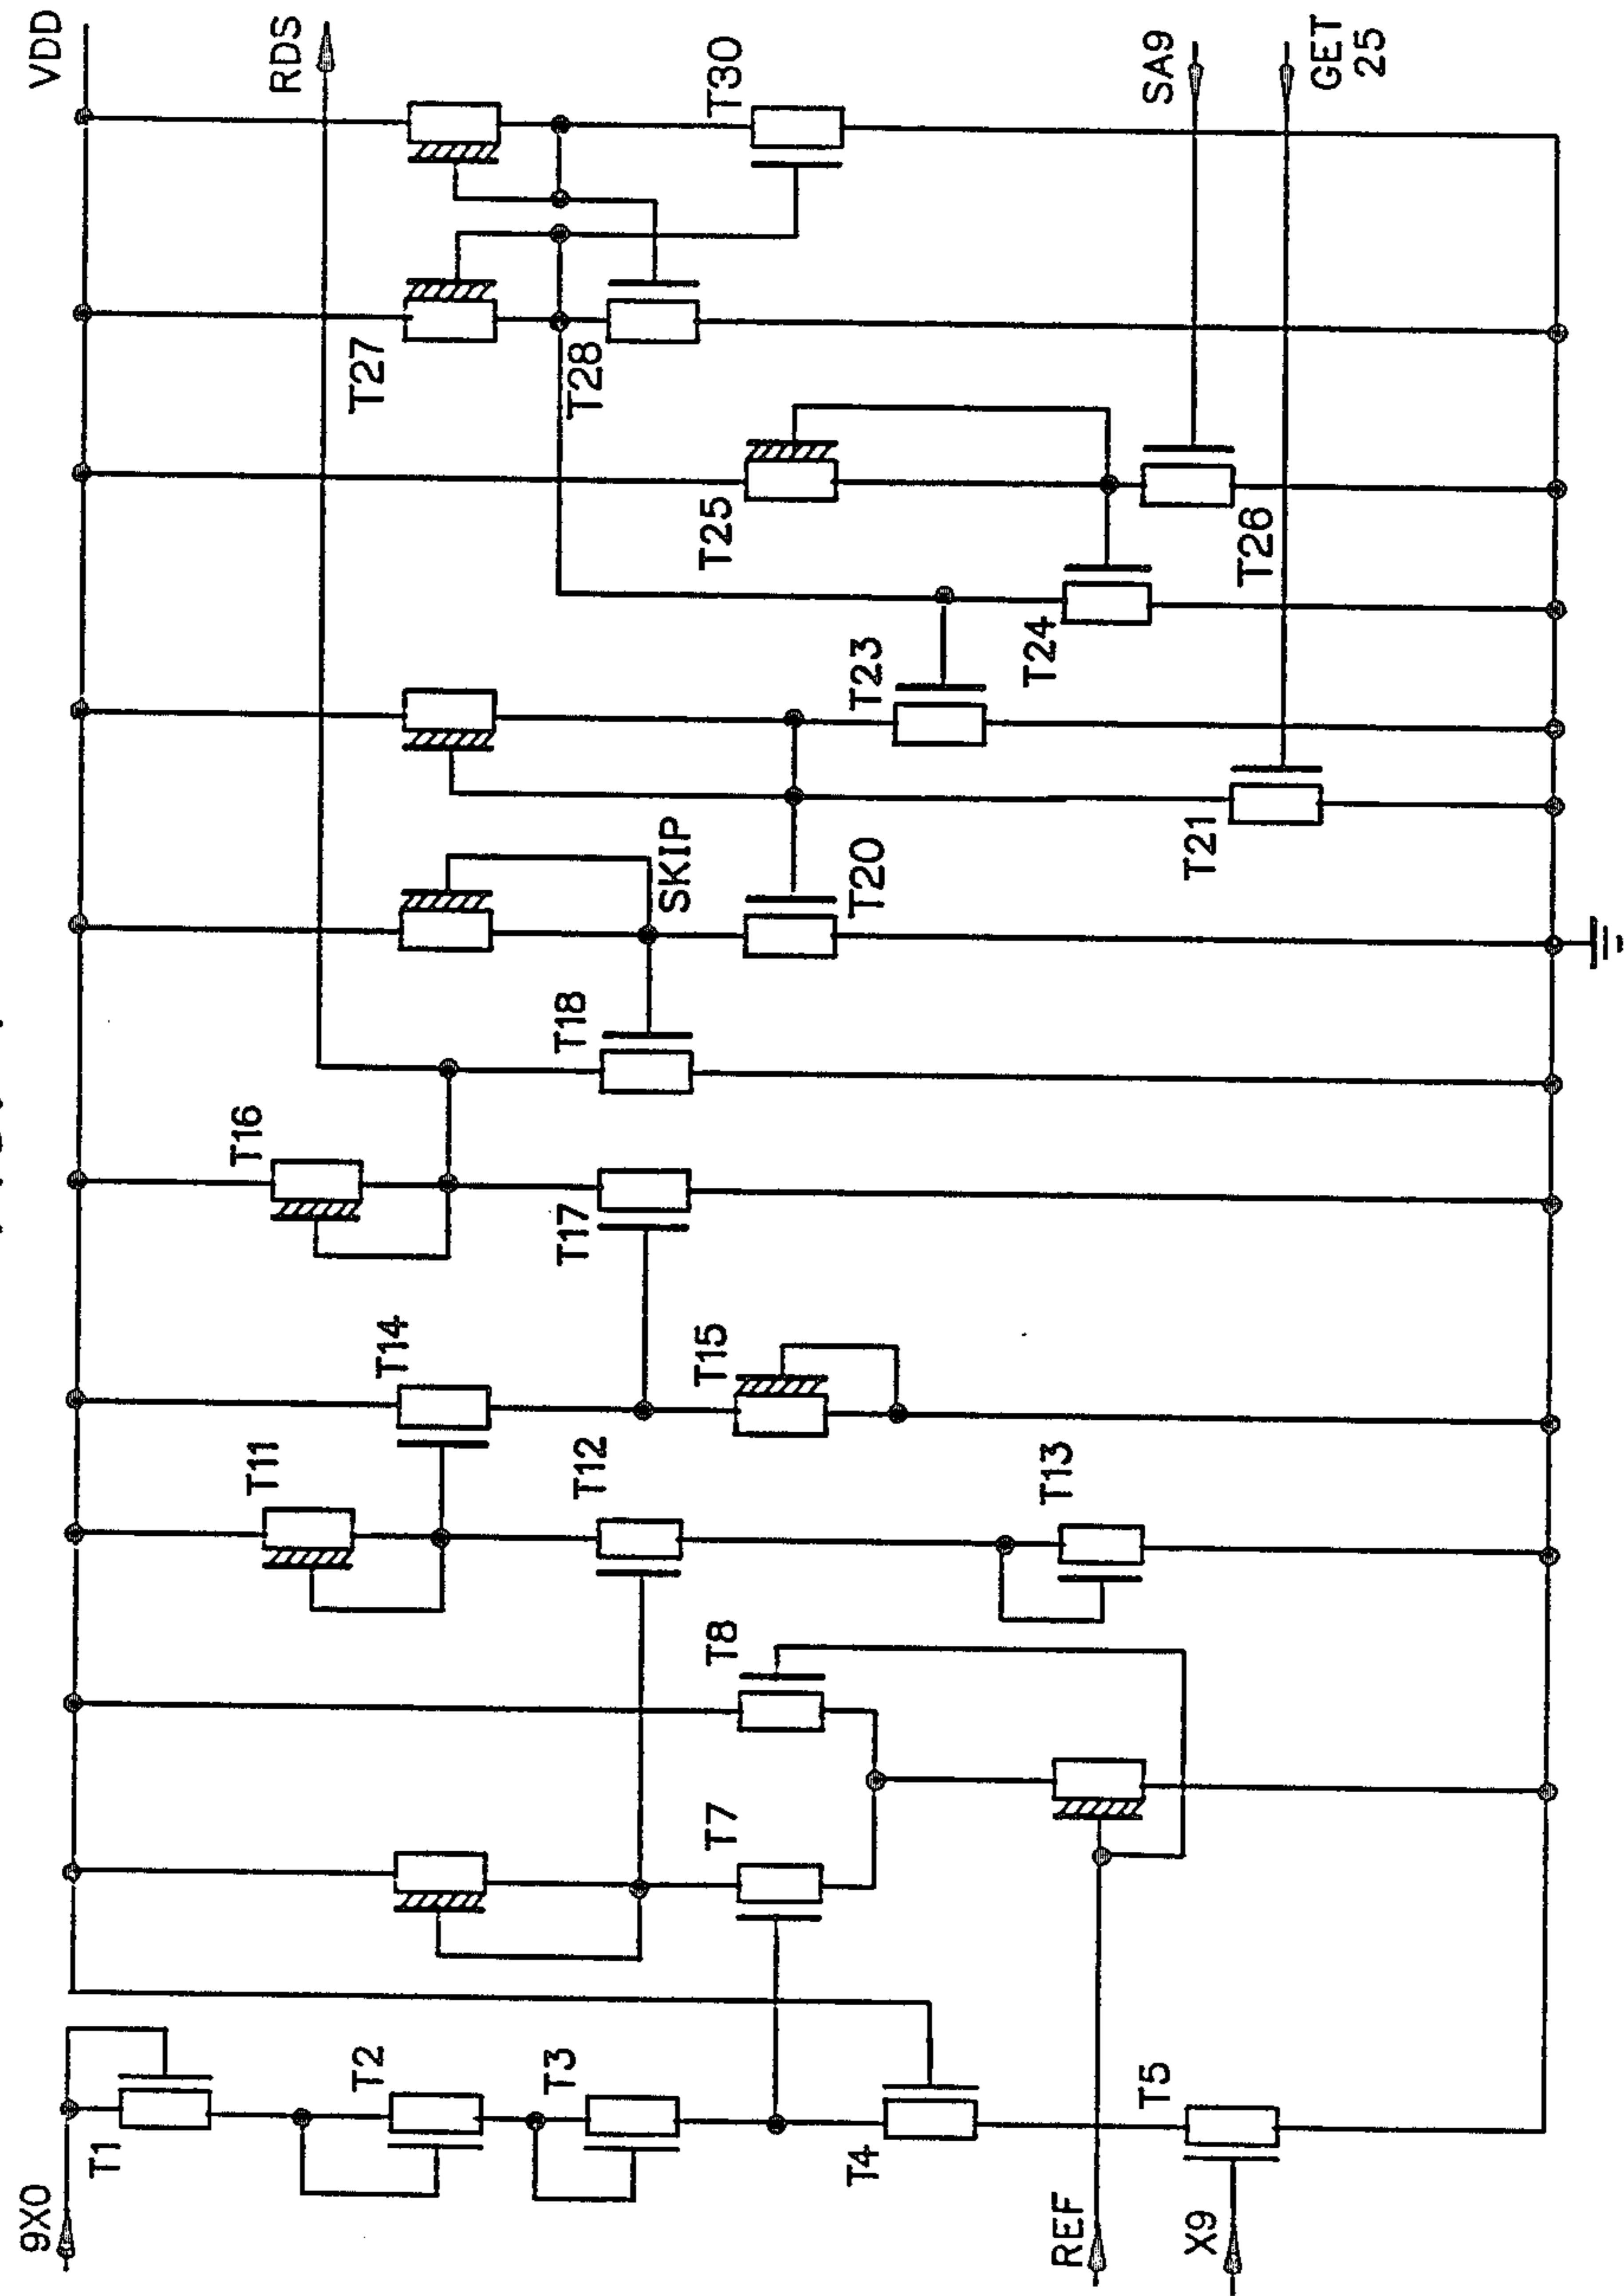 VDD
RDS
T30
SA9
GET
25
T27
T28
T25
T26
T24
T23
T21
SKIP
T20
T18
T16
T17
T14
T15
T11
T12
T13
T8
T7
9X0
T1
T2
T3
T4
T5
REF
X9